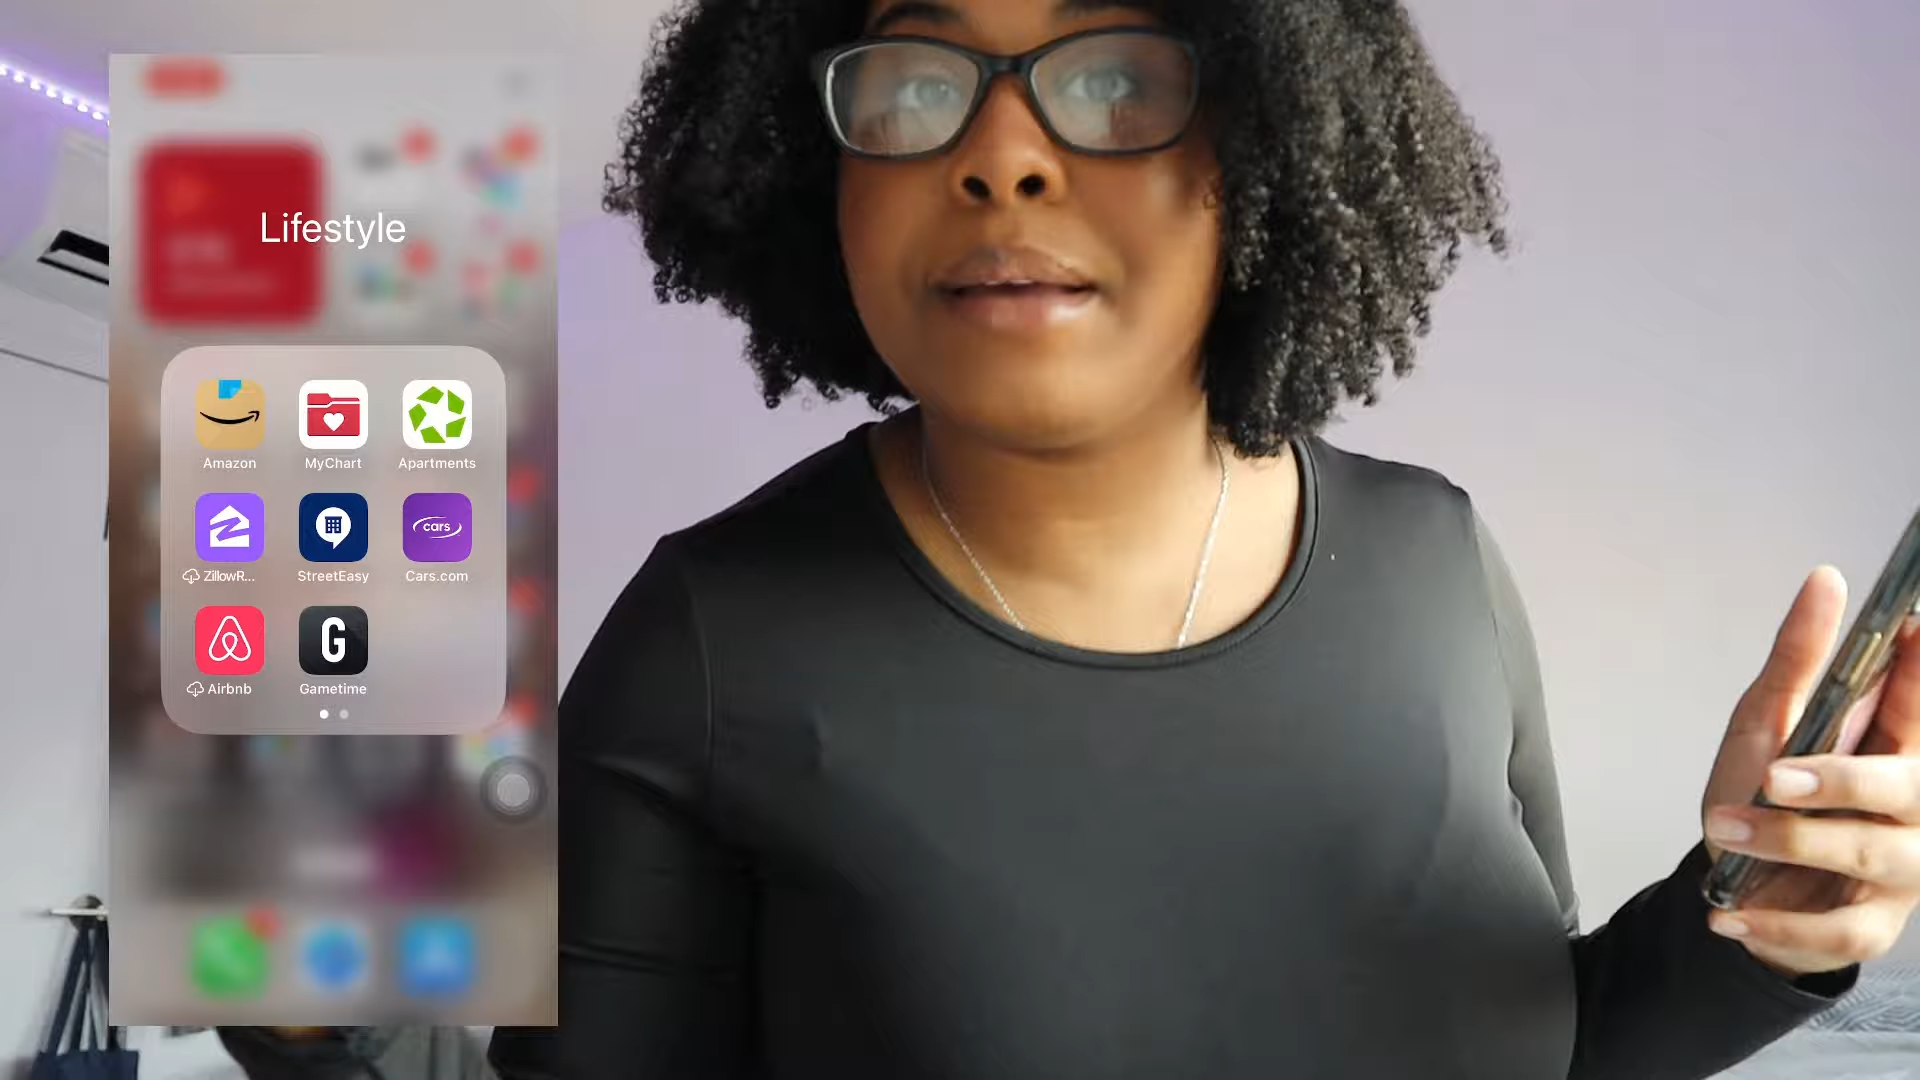 Lifestyle
Amazon
MyChart
Apartments
ZillowR...
StreetEasy
cars
Cars.com
Airbnb
G
Gametime